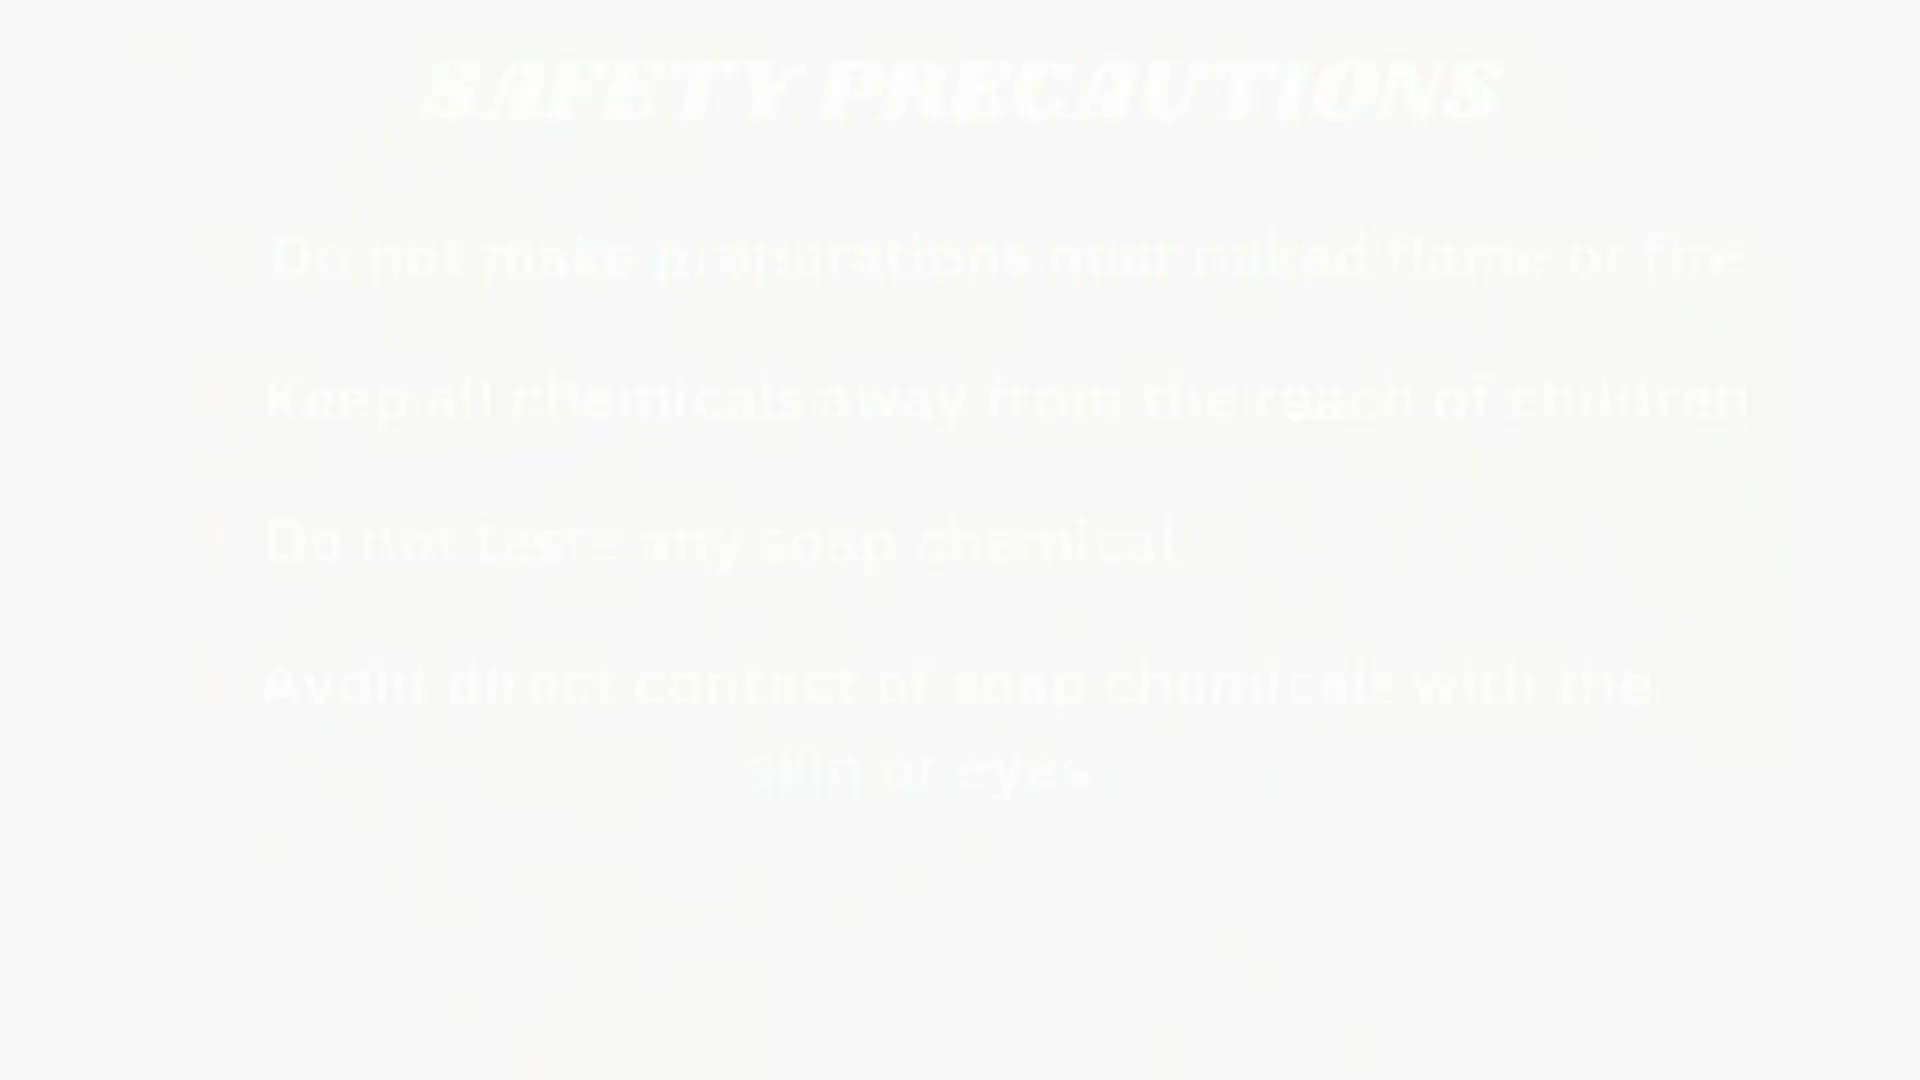 SAFETY PRECAUTIONS
Do not make preparations near naked flame or fire.
Keep all chemicals away from the reach of children
Do not taste any soap chemical
Avoid direct contact of soap chemicals with the
skin or eyes